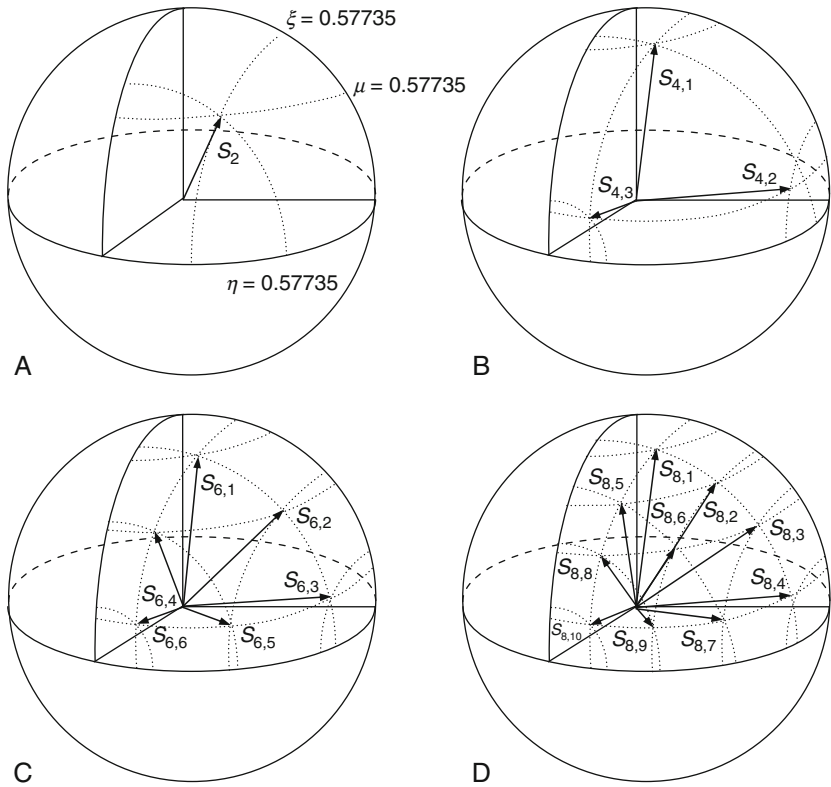 ξ = 0.57735
μ = 0.57735
S2
η = 0.57735
A
S4,1
S4,2
S4,3
B
S6,1
S6,2
S6,3
S6,4
S6,6
S6,5
C
S8,5
S8,1
S8,6
S8,2
S8,3
S8,8
S8,4
S8,10
S8,9
S8,7
D